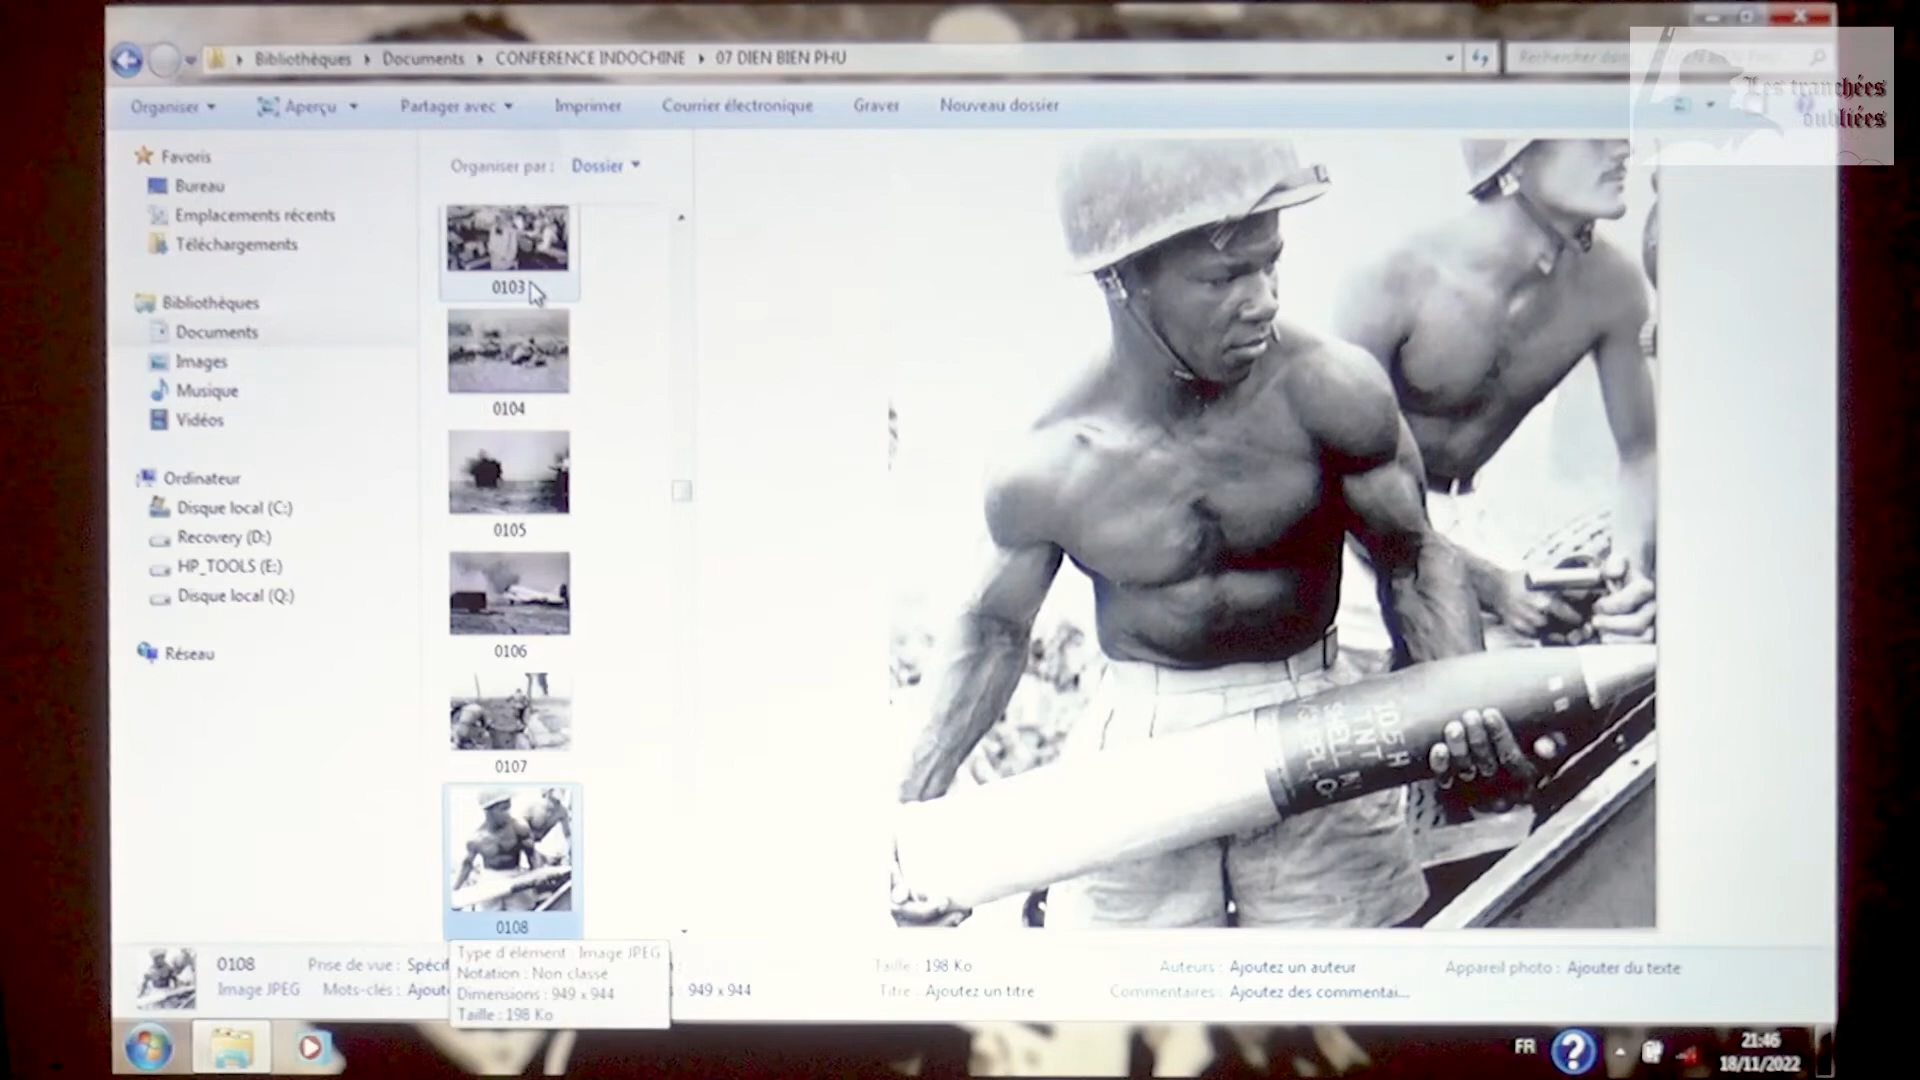 Bibliothèques ▸ Documents ▸ CONFERENCE INDOCHINE ▸ 07 DIEN BIEN PHU
Les tranchées
oubliées
Organiser
Aperçu
Partager avec
Imprimer
Courrier électronique
Graver
Nouveau dossier
Favoris
Bureau
Emplacements récents
Téléchargements
Bibliothèques
Documents
Images
Musique
Vidéos
Ordinateur
Disque local (C:)
Recovery (D:)
HP_TOOLS (E:)
Disque local (Q:)
Réseau
Organiser par : Dossier
0103
0104
0105
0106
0107
0108
105 H
TNT
SHELL
0108
Image JPEG
Prise de vue :
Mots-clés :
Type d'élément : Image JPEG
Notation : Non classé
Dimensions : 949 x 944
Taille : 198 Ko
949 x 944
Taille : 198 Ko
Titre : Ajoutez un titre
Auteurs : Ajoutez un auteur
Commentaires : Ajoutez des commentai...
Appareil photo : Ajouter du texte
FR
21:46
18/11/2022